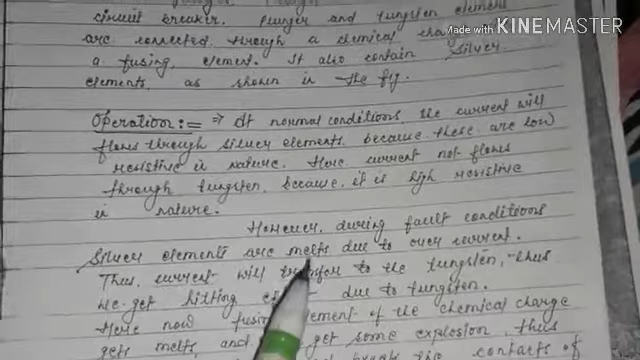 Made with KINEMASTER
circuit breaker. Plunger and tungsten element
are connected through a chemical
a fusing element. It also contain silver
elements, as shown in the fig.
Operation:= ⇒ At normal conditions, the current will
flows through silver elements because these are low
resistive in nature. Here current not flows
through tungsten, because, it is high resistive
in nature.
However, during fault conditions
Silver elements are melts due to over current.
Thus, current will transfer to the tungsten, thus
we get hitting due to tungsten.
Here now fusing element of the chemical charge
gets melts and get some explosion, thus
the contacts of